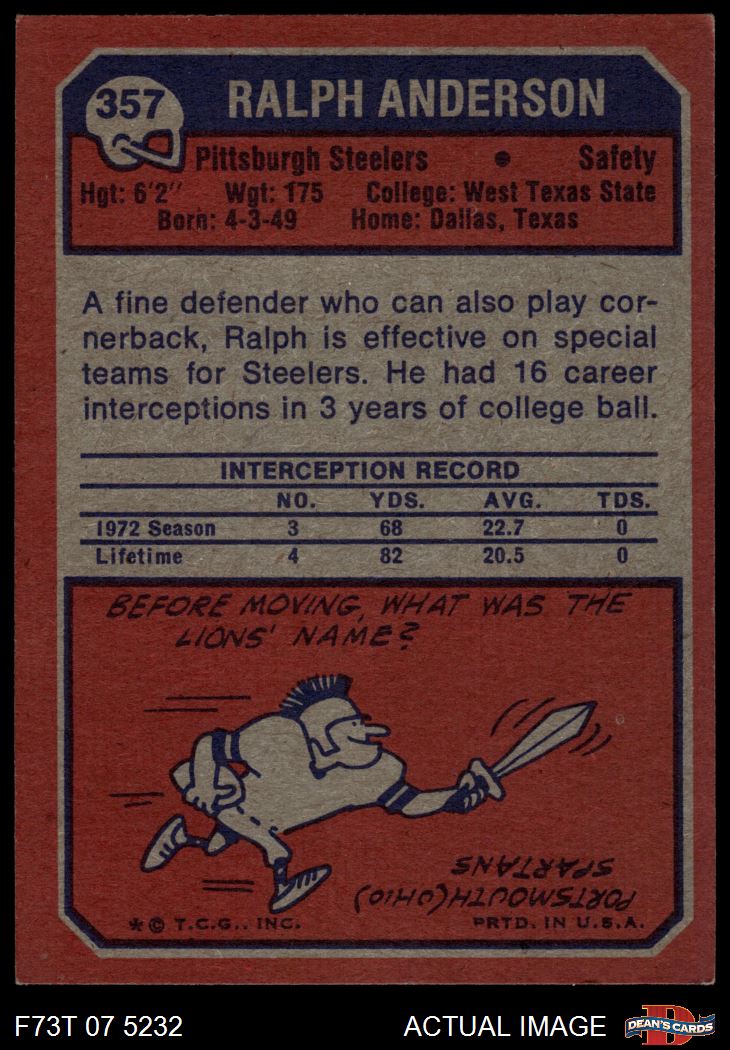 357
RALPH ANDERSON
Pittsburgh Steelers • Safety
Hgt: 6'2" Wgt: 175 College: West Texas State
Born: 4-3-49 Home: Dallas, Texas
A fine defender who can also play cor-
nerback, Ralph is effective on special
teams for Steelers. He had 16 career
interceptions in 3 years of college ball.
INTERCEPTION RECORD
NO. YDS. AVG. TDS.
1972 Season 3 68 22.7 0
Lifetime 4 82 20.5 0
BEFORE MOVING, WHAT WAS THE
LIONS' NAME?
PORTSMOUTH (OHIO)
SPARTANS
*© T.C.G., INC. PRTD. IN U.S.A.
F73T 07 5232 ACTUAL IMAGE
D
DEAN'S CARDS